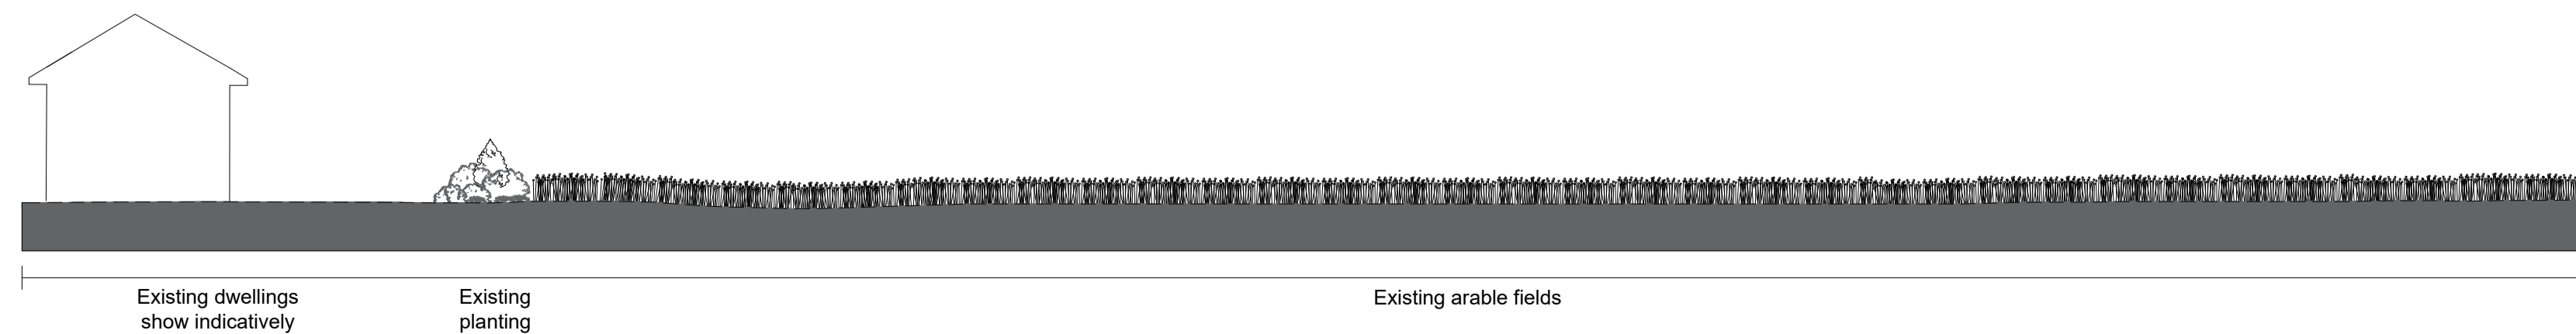 Existing dwellings
show indicatively
Existing
planting
Existing arable fields